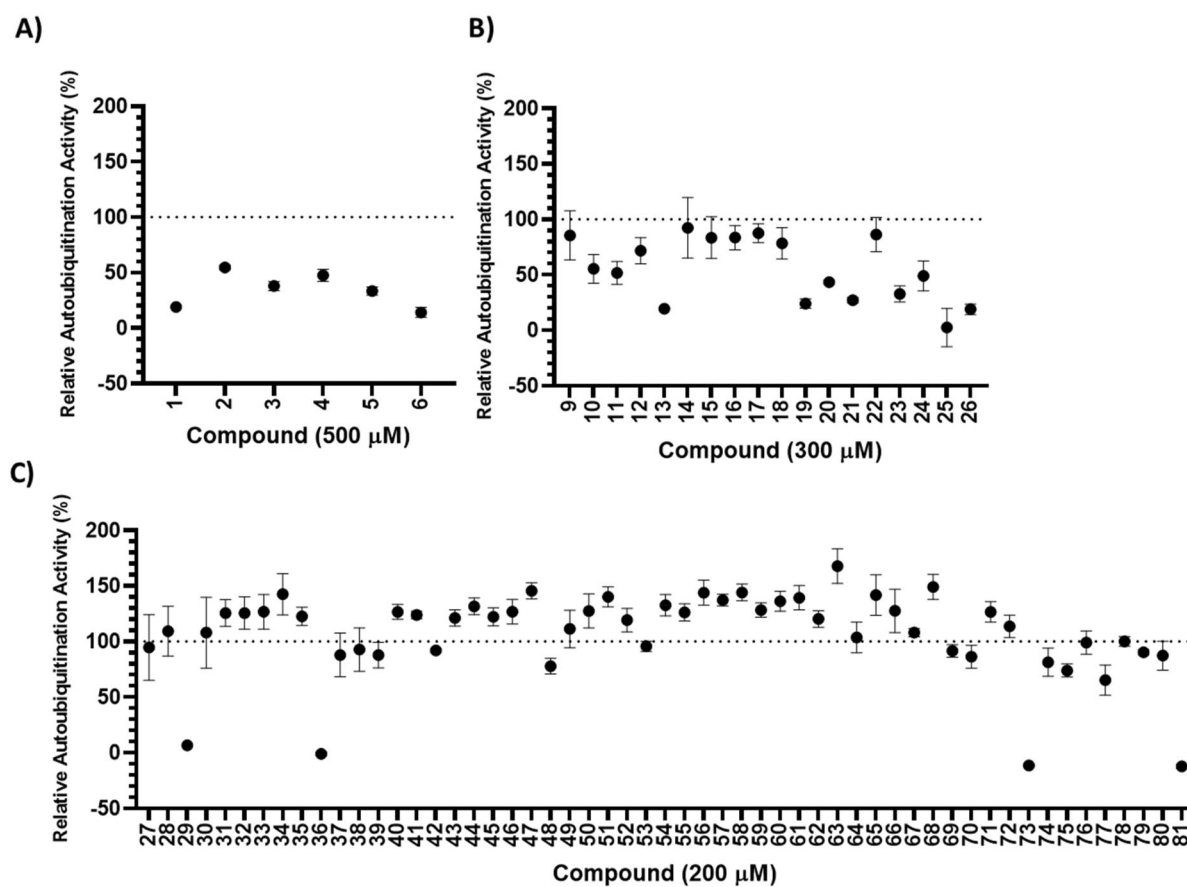 A)
Relative Autoubiquitination Activity (%)
200
150
100
50
0
-50
1 2 3 4 5 6
Compound (500 μM)
B)
Relative Autoubiquitination Activity (%)
200
150
100
50
0
-50
9 10 11 12 13 14 15 16 17 18 19 20 21 22 23 24 25 26
Compound (300 μM)
C)
Relative Autoubiquitination Activity (%)
200
150
100
50
0
-50
27 28 29 30 31 32 33 34 35 36 37 38 39 40 41 42 43 44 45 46 47 48 49 50 51 52 53 54 55 56 57 58 59 60 61 62 63 64 65 66 67 68 69 70 71 72 73 74 75 76 77 78 79 80 81
Compound (200 μM)